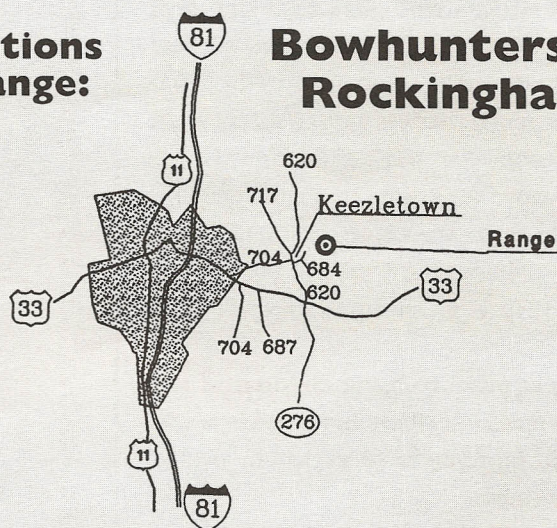 Bowhunters
Rockingha
tions
ange:
81
11
620
717
Keezletown
Range
704
684
33
620
33
704 687
276
11
81